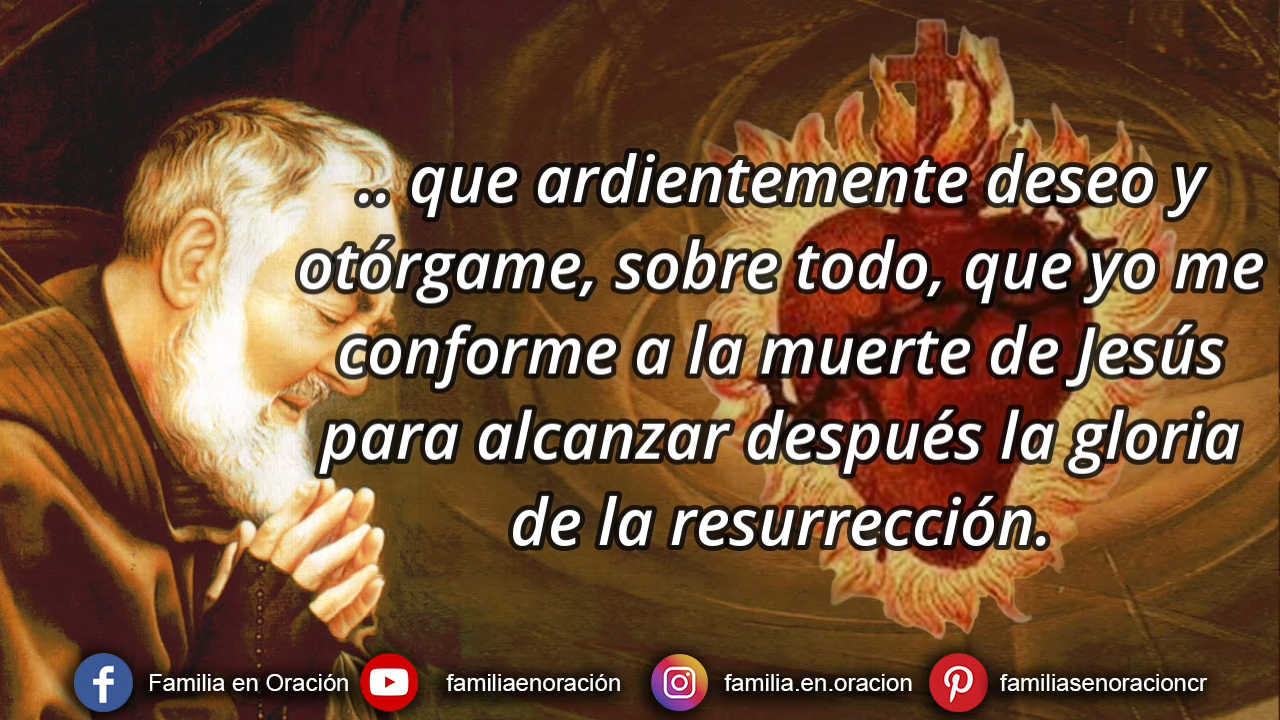 .. que ardientemente deseo y
otórgame, sobre todo, que yo me
conforme a la muerte de Jesús
para alcanzar después la gloria
de la resurrección.
Familia en Oración familiaenoración familia.en.oracion familiasenoracioncr